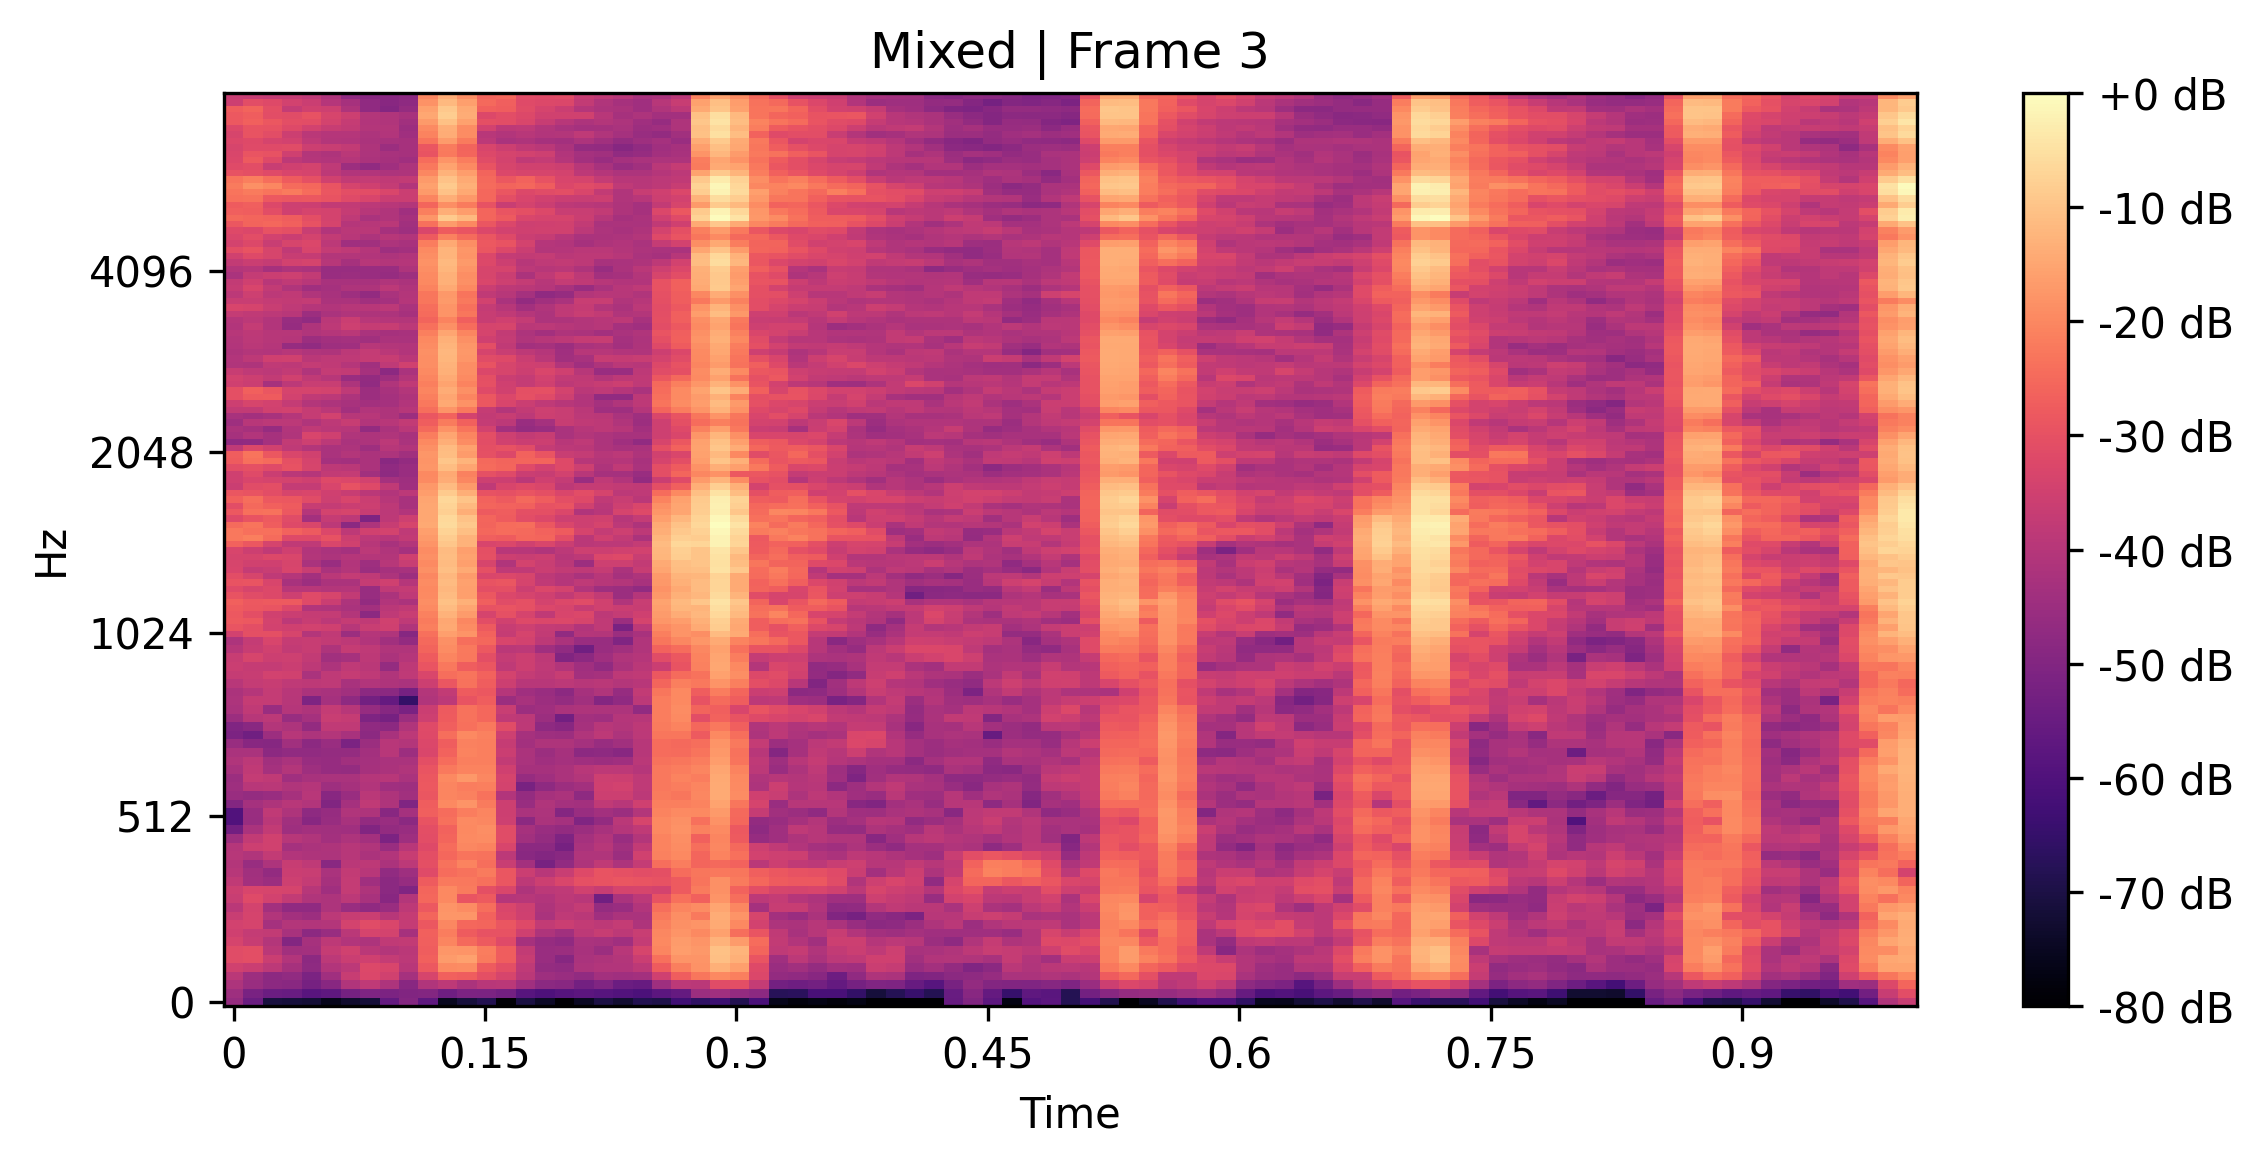 Mixed | Frame 3
+0 dB
-10 dB
4096
-20 dB
-30 dB
2048
-40 dB
Hz
1024
-50 dB
-60 dB
512
-70 dB
0
-80 dB
0 0.15 0.3 0.45 0.6 0.75 0.9
Time